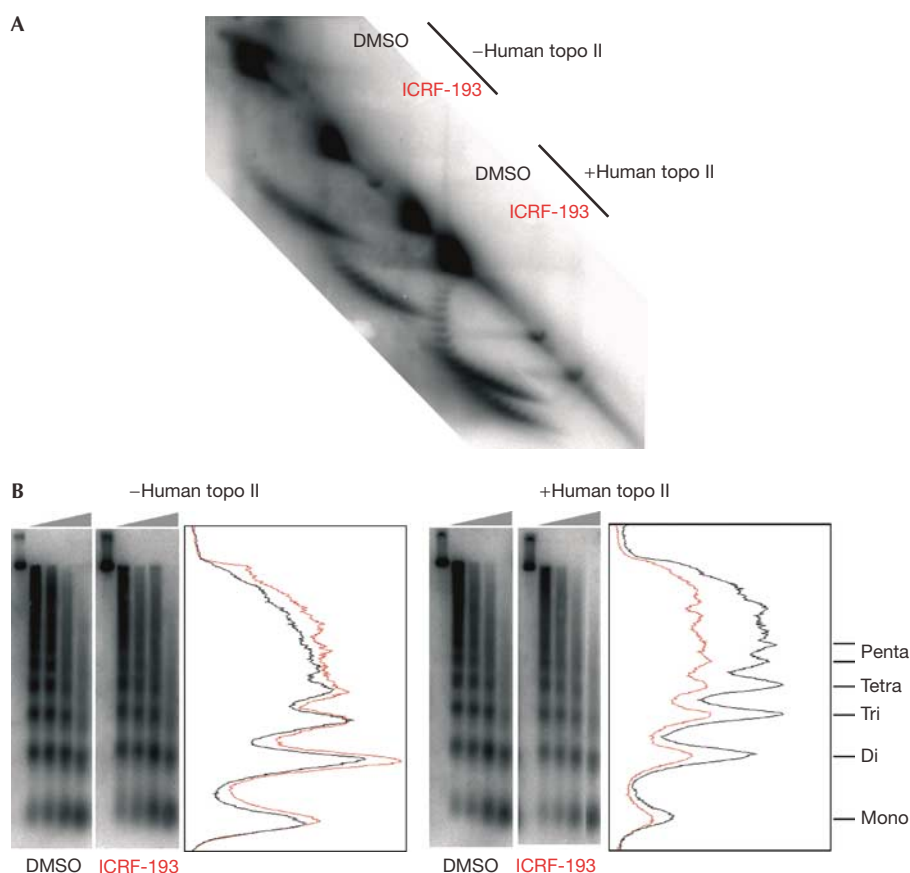 A
DMSO
–Human topo II
ICRF-193
DMSO
+Human topo II
ICRF-193
B
–Human topo II
+Human topo II
Penta
Tetra
Tri
Di
Mono
DMSO ICRF-193
DMSO ICRF-193